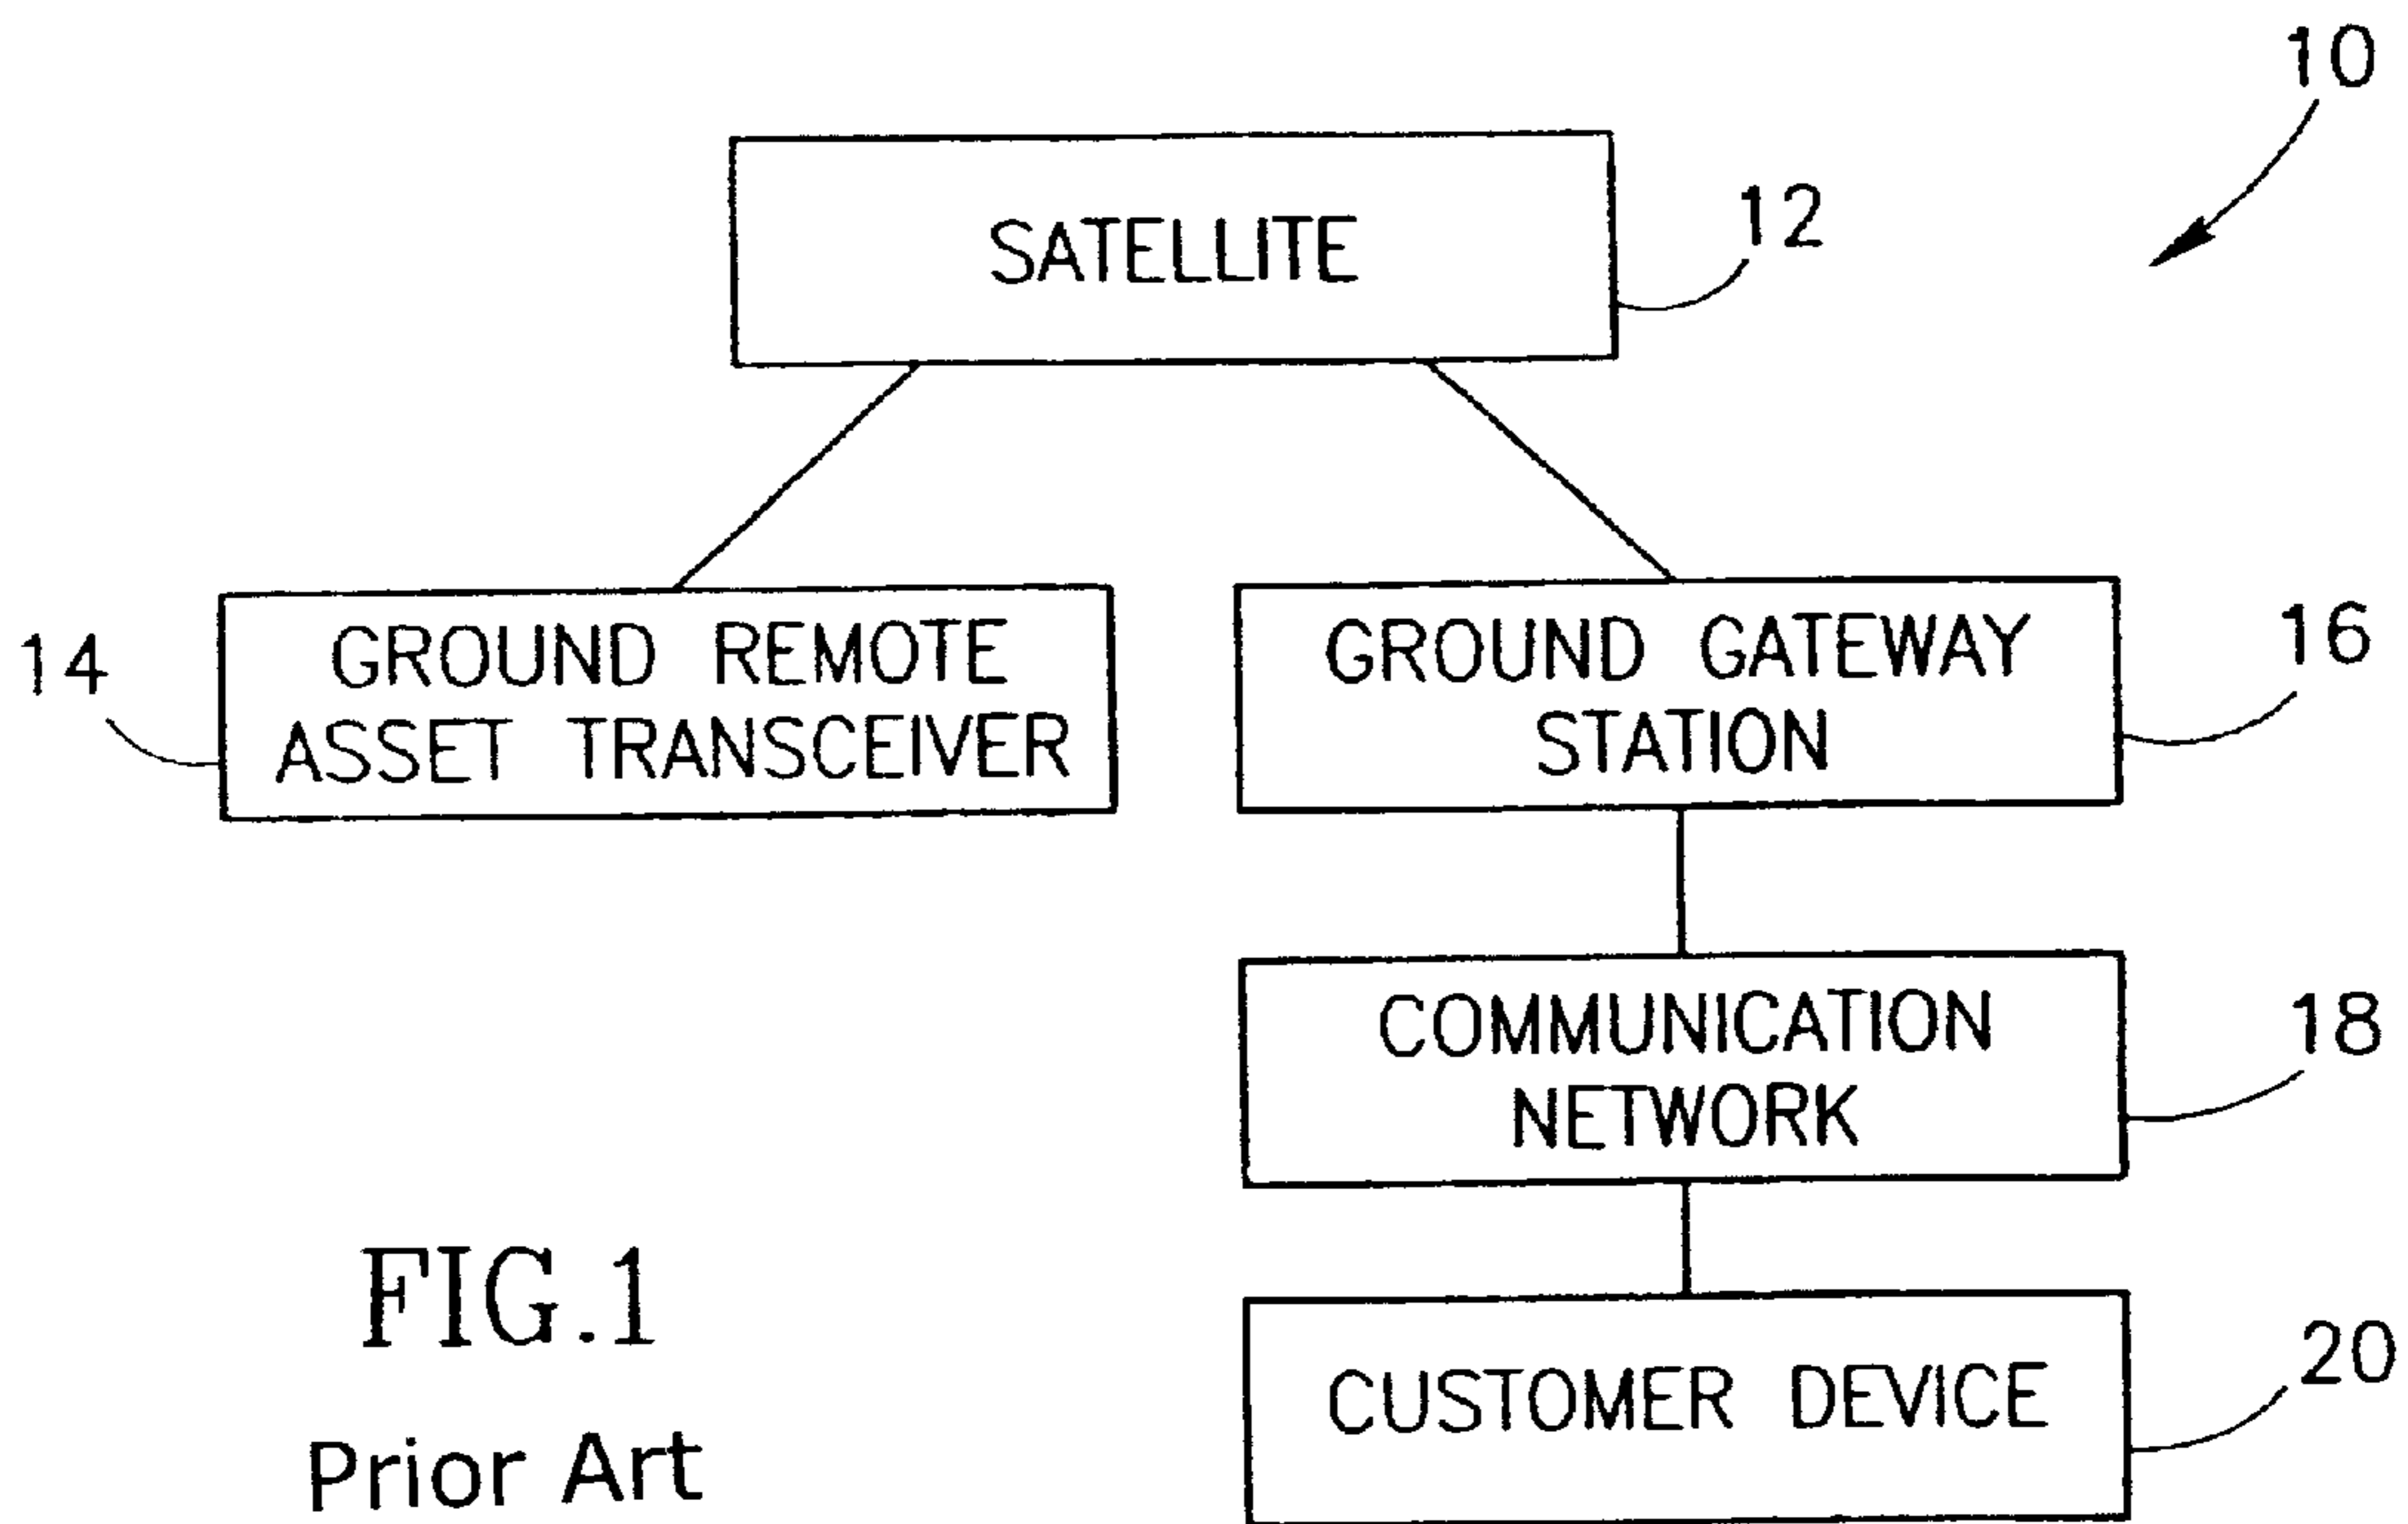 10
SATELLITE
12
14
GROUND REMOTE
ASSET TRANSCEIVER
GROUND GATEWAY
STATION
16
COMMUNICATION
NETWORK
18
CUSTOMER DEVICE
20
FIG.1
Prior Art